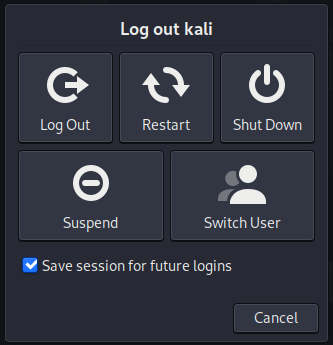 Log out kali
Log Out
Restart
Shut Down
Suspend
Switch User
Save session for future logins
Cancel